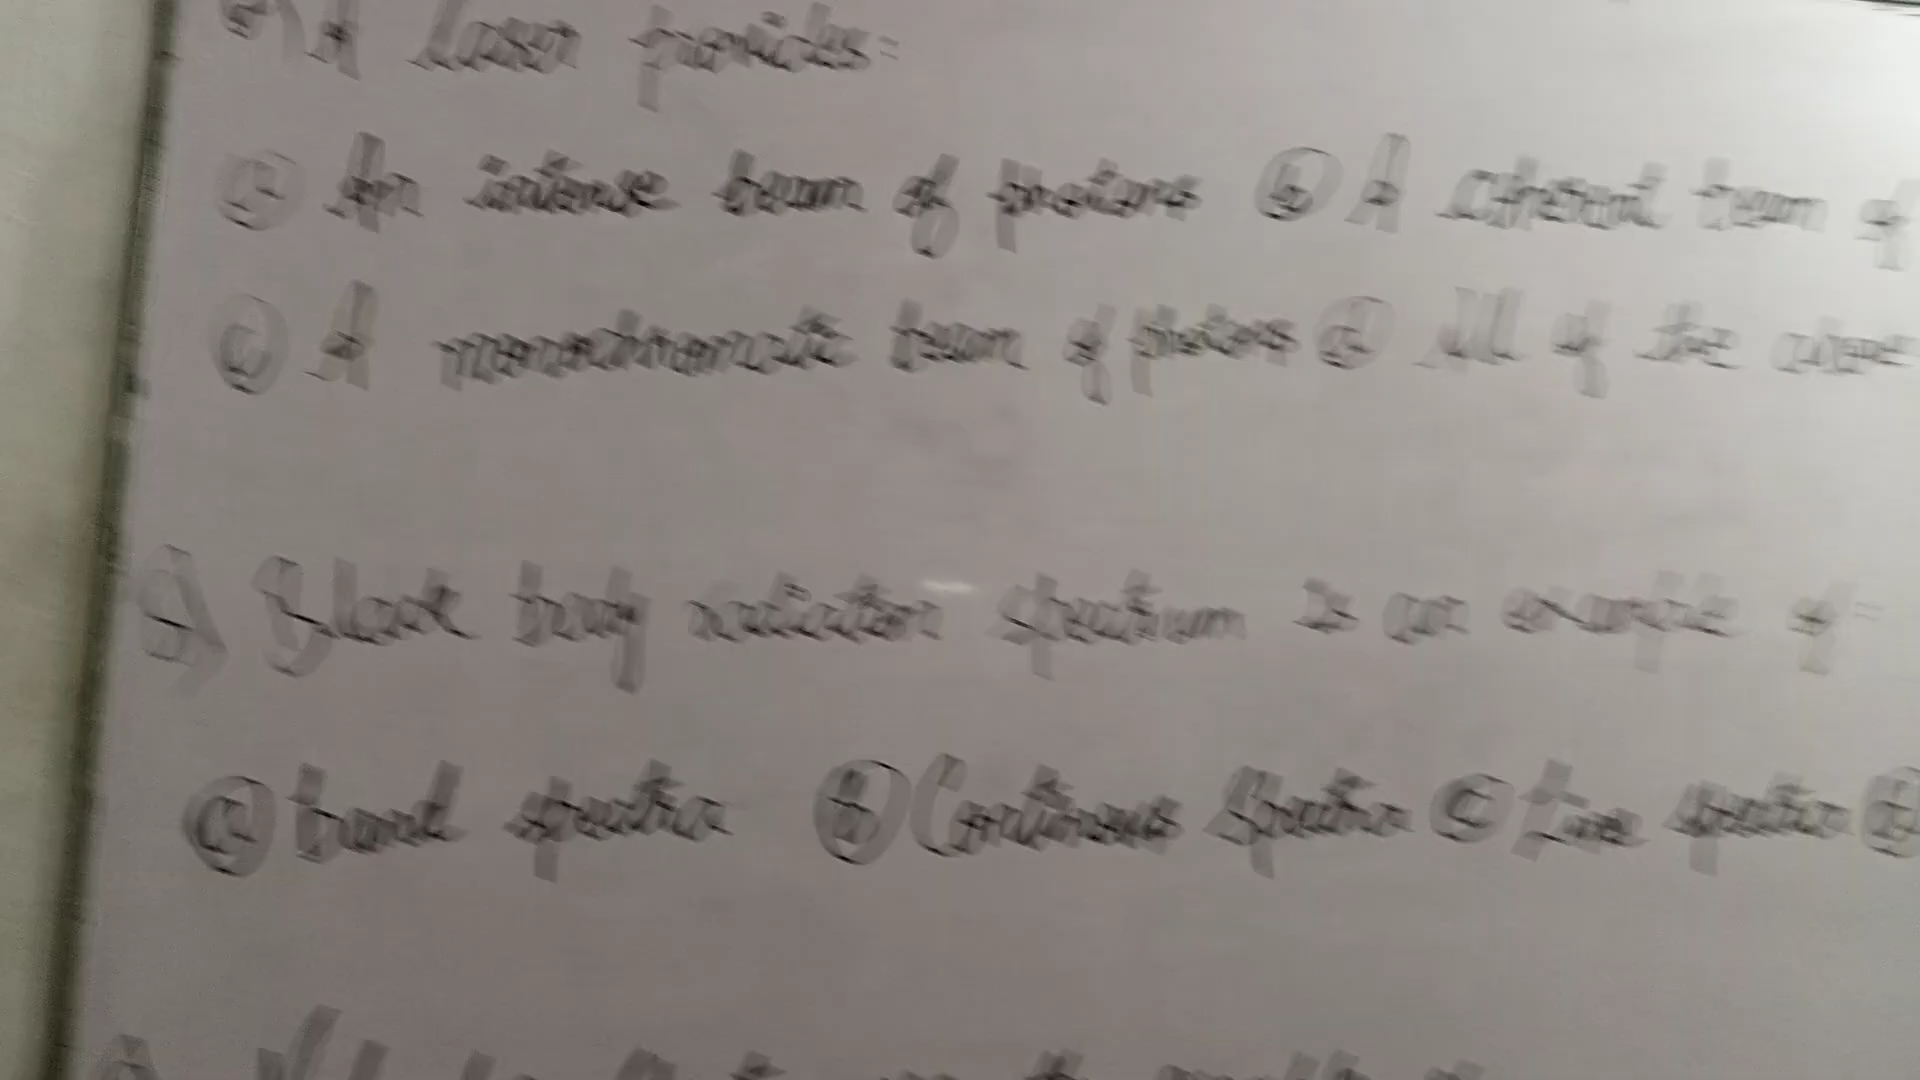 A laser provides:
(a) An intense beam of photons (b) A coherent beam of
(c) A monochromatic beam of photons (d) All of the above
Q) Black body radiation spectrum is an example of:
(a) band spectra (b) Continuous Spectra (c) Line spectra